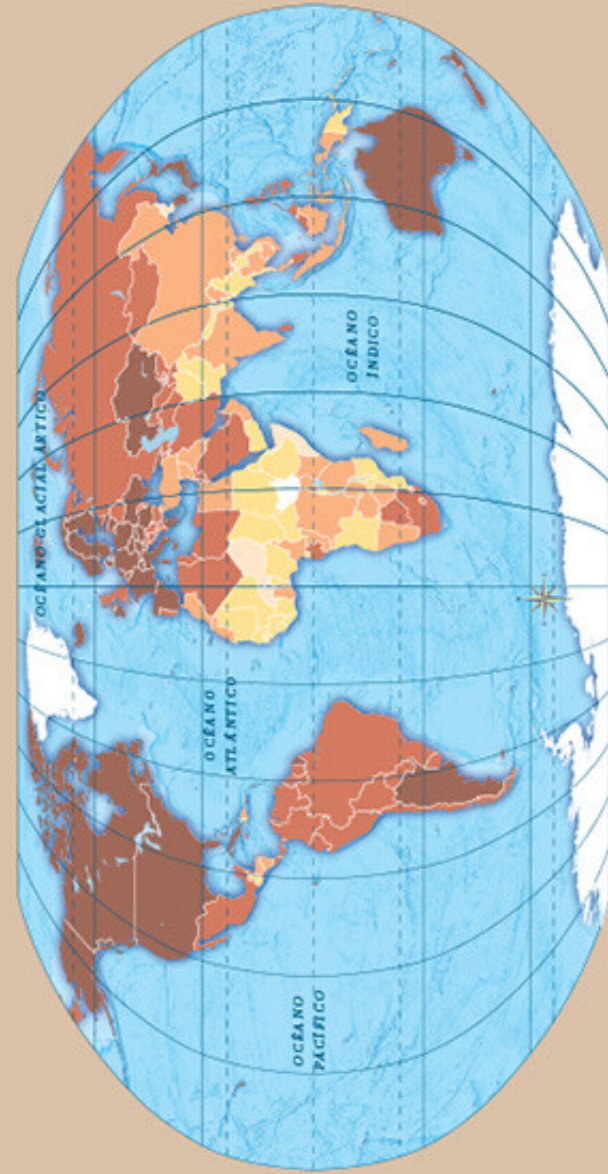 OCÉANO GLACIAL ÁRTICO
OCÉANO
PACÍFICO
OCÉANO
ATLÁNTICO
OCÉANO
ÍNDICO